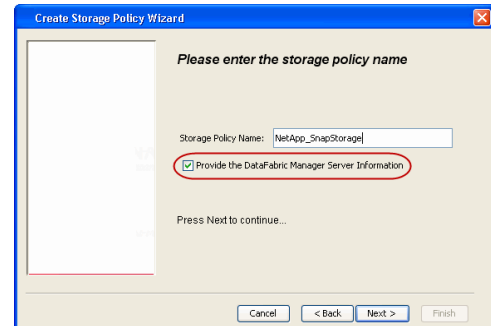 Create Storage Policy Wizard
Please enter the storage policy name
Storage Policy Name: NetApp_SnapStorage
Provide the DataFabric Manager Server Information
Press Next to continue...
Cancel < Back Next > Finish